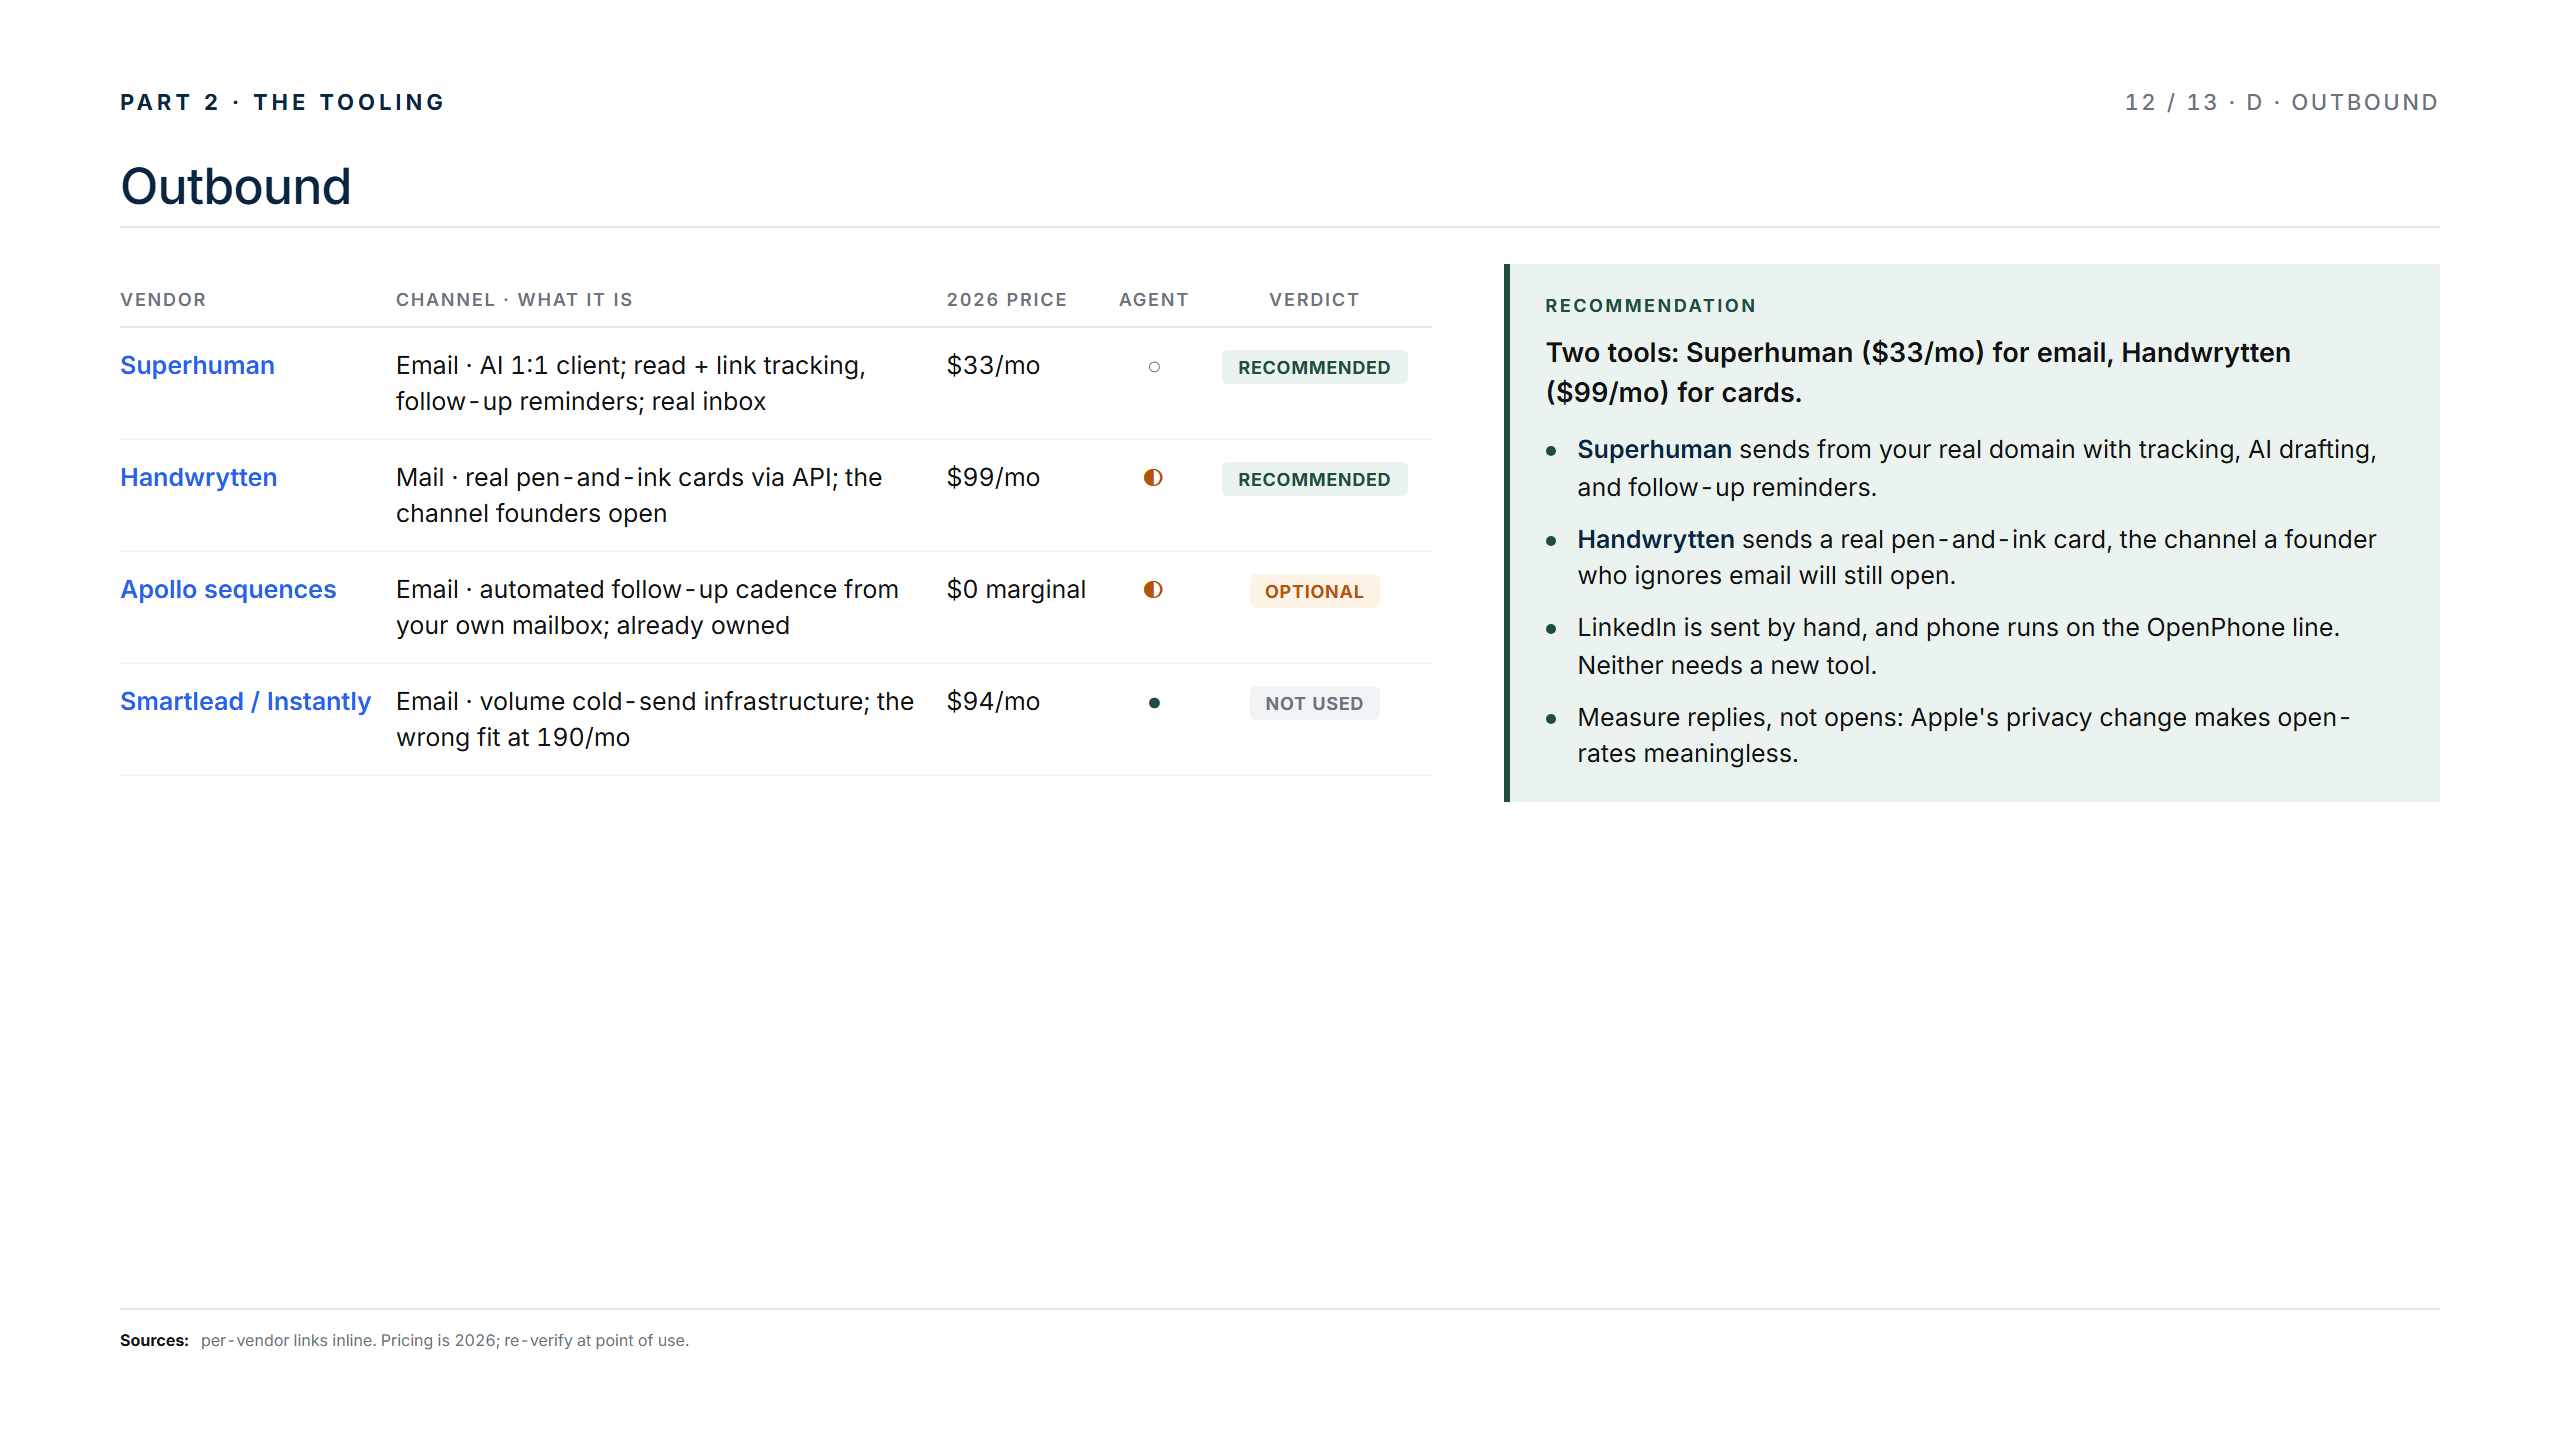 PART 2 · THE TOOLING
12 / 13 · D · OUTBOUND
Outbound
VENDOR CHANNEL · WHAT IT IS 2026 PRICE AGENT VERDICT
Superhuman Email · AI 1:1 client; read + link tracking, $33/mo ○ RECOMMENDED
follow-up reminders; real inbox
Handwrytten Mail · real pen-and-ink cards via API; the $99/mo ◐ RECOMMENDED
channel founders open
Apollo sequences Email · automated follow-up cadence from $0 marginal ◐ OPTIONAL
your own mailbox; already owned
Smartlead / Instantly Email · volume cold-send infrastructure; the $94/mo ● NOT USED
wrong fit at 190/mo
RECOMMENDATION
Two tools: Superhuman ($33/mo) for email, Handwrytten
($99/mo) for cards.
• Superhuman sends from your real domain with tracking, AI drafting,
and follow-up reminders.
• Handwrytten sends a real pen-and-ink card, the channel a founder
who ignores email will still open.
• LinkedIn is sent by hand, and phone runs on the OpenPhone line.
Neither needs a new tool.
• Measure replies, not opens: Apple's privacy change makes open-
rates meaningless.
Sources: per-vendor links inline. Pricing is 2026; re-verify at point of use.